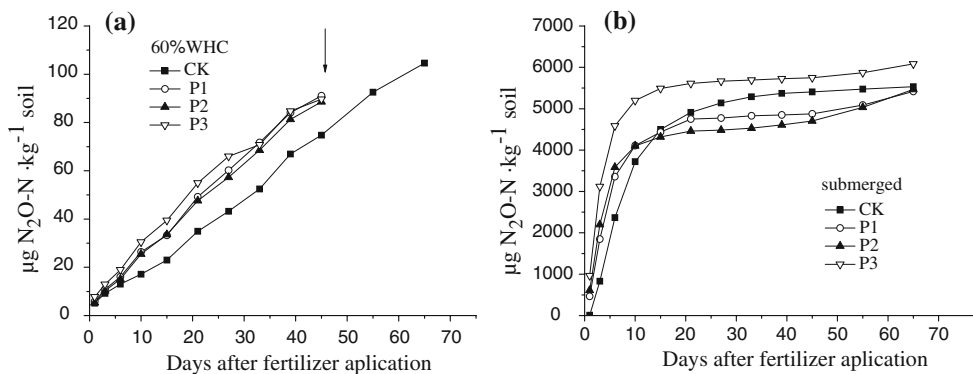 (a)
60%WHC
CK
P1
P2
P3
120
100
80
60
40
20
0
0 10 20 30 40 50 60 70
µg N₂O-N ·kg⁻¹ soil
Days after fertilizer aplication
(b)
submerged
CK
P1
P2
P3
7000
6000
5000
4000
3000
2000
1000
0
0 10 20 30 40 50 60 70
µg N₂O-N ·kg⁻¹ soil
Days after fertilizer aplication